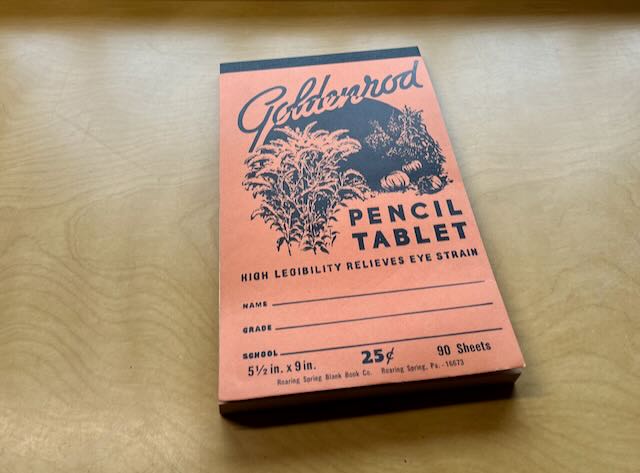 Goldenrod
PENCIL
TABLET
HIGH LEGIBILITY RELIEVES EYE STRAIN
NAME
GRADE
SCHOOL
5½ in. x 9 in. 25¢ 90 Sheets
Roaring Spring Blank Book Co. Roaring Spring, Pa. - 16673